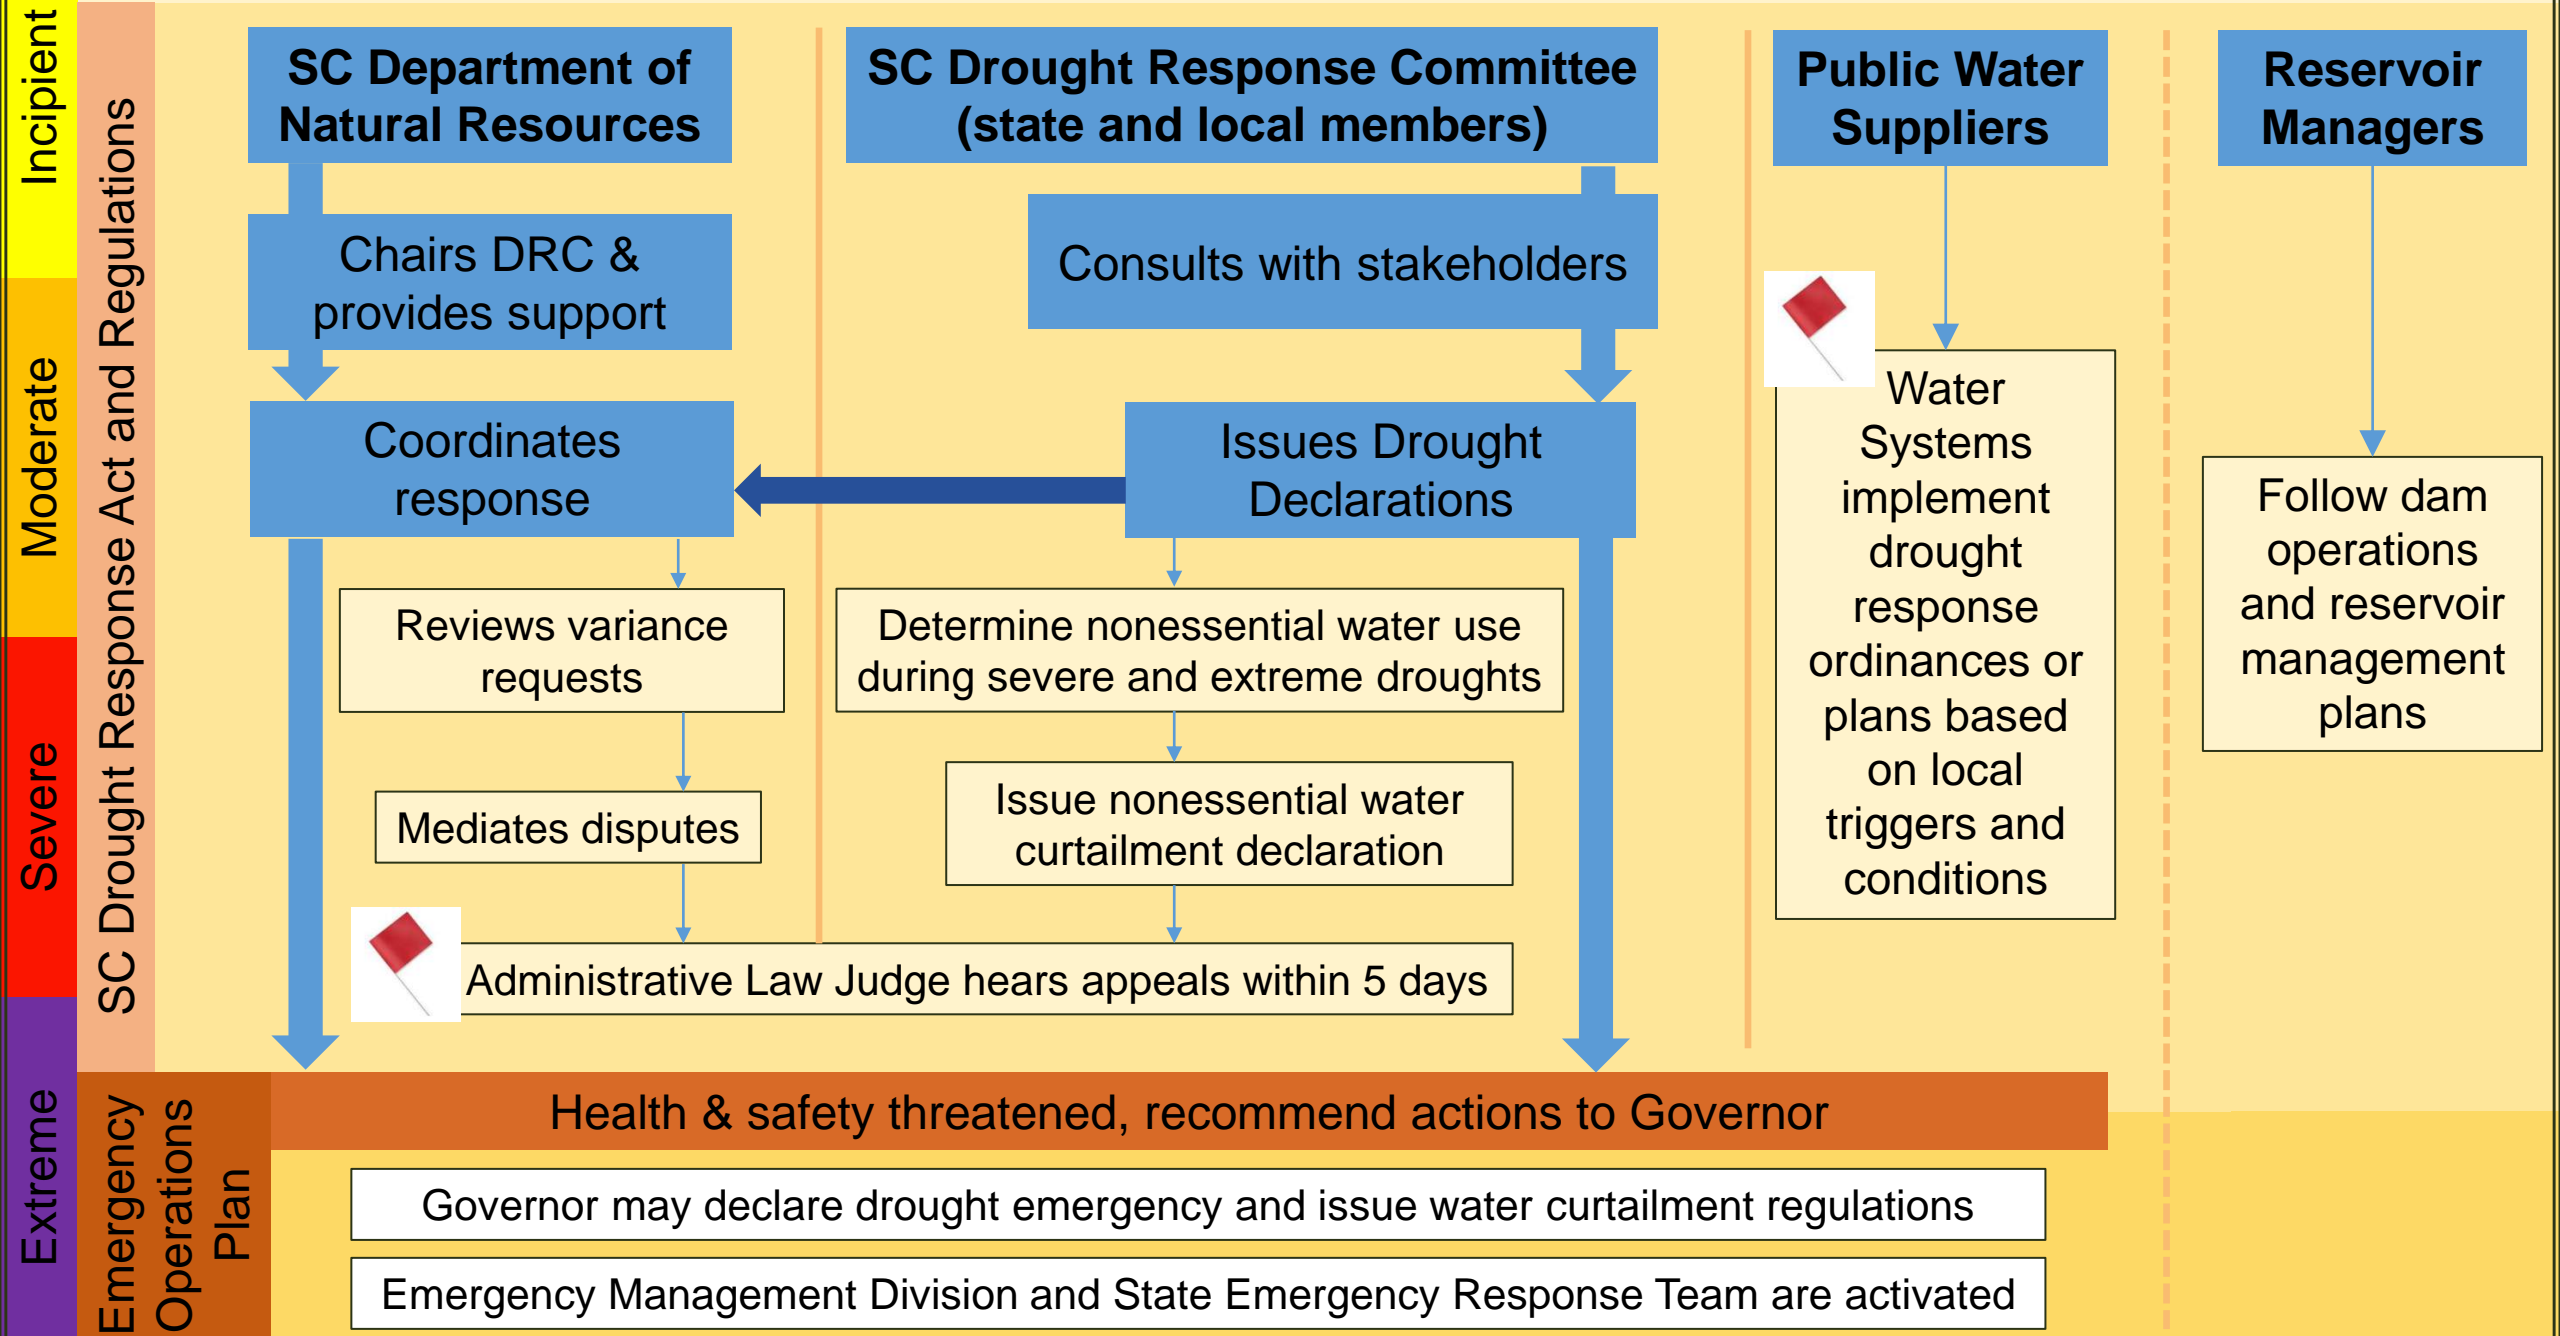 Incipient
Moderate
Severe
Extreme
SC Drought Response Act and Regulations
Emergency
Operations
Plan
SC Department of
Natural Resources
Chairs DRC &
provides support
Coordinates
response
Reviews variance
requests
Mediates disputes
SC Drought Response Committee
(state and local members)
Consults with stakeholders
Issues Drought
Declarations
Determine nonessential water use
during severe and extreme droughts
Issue nonessential water
curtailment declaration
Administrative Law Judge hears appeals within 5 days
Public Water
Suppliers
Water
Systems
implement
drought
response
ordinances or
plans based
on local
triggers and
conditions
Reservoir
Managers
Follow dam
operations
and reservoir
management
plans
Health & safety threatened, recommend actions to Governor
Governor may declare drought emergency and issue water curtailment regulations
Emergency Management Division and State Emergency Response Team are activated